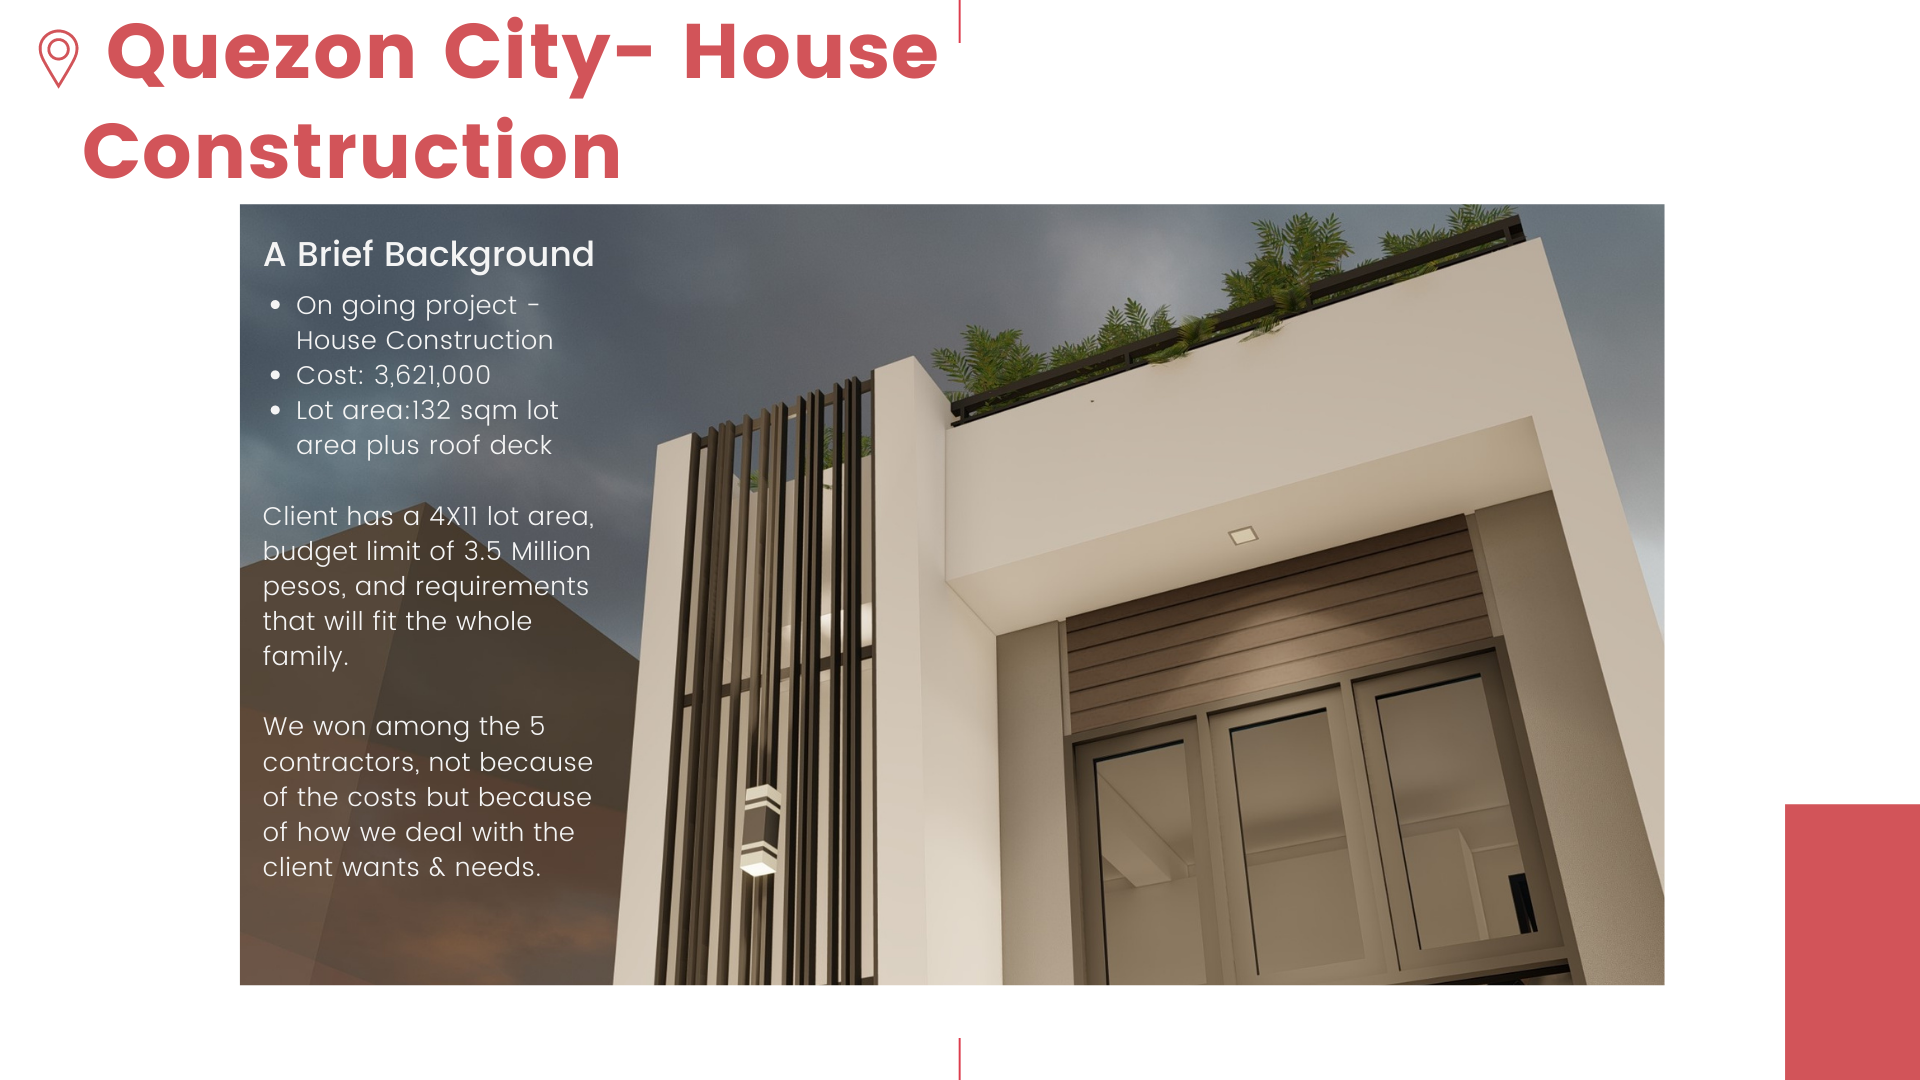 Quezon City- House
Construction
A Brief Background
• On going project -
House Construction
• Cost: 3,621,000
• Lot area:132 sqm lot
area plus roof deck
Client has a 4X11 lot area,
budget limit of 3.5 Million
pesos, and requirements
that will fit the whole
family.
We won among the 5
contractors, not because
of the costs but because
of how we deal with the
client wants & needs.